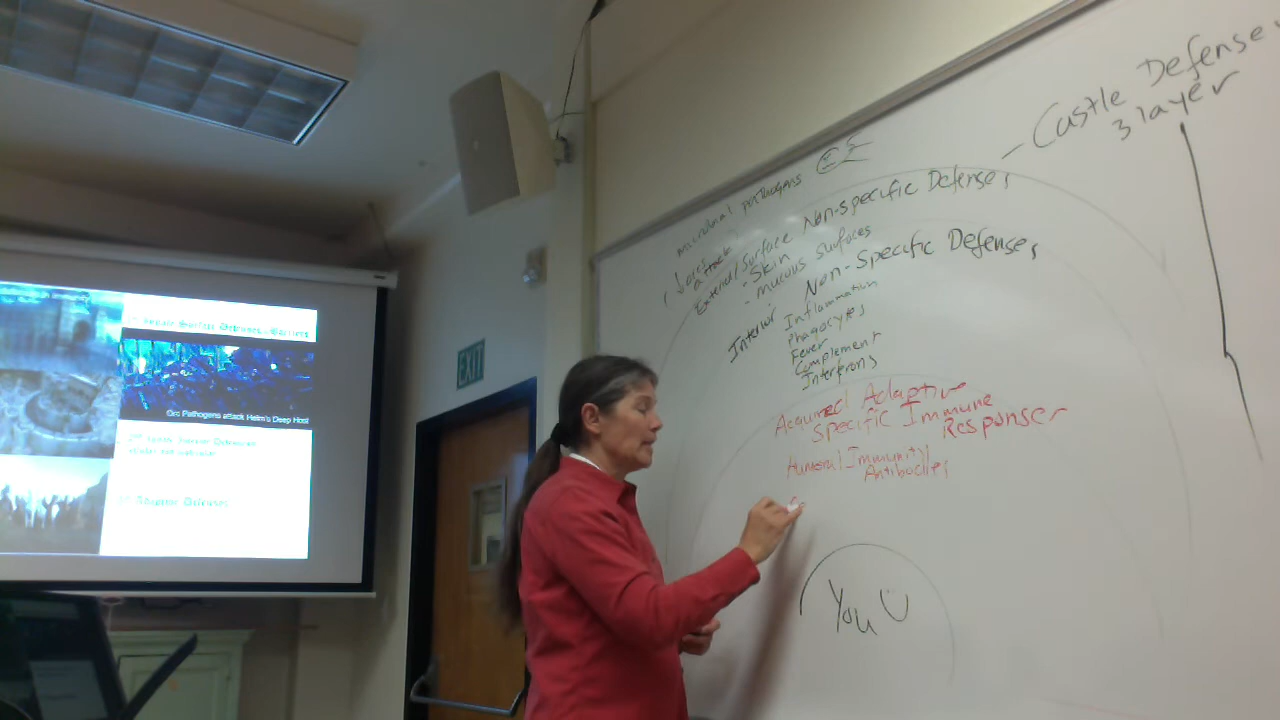 Castle Defense
3 layer
microbial pathogens
attack
External/Surface Non-specific Defenses
- Skin
- mucous surfaces
Interior Non-Specific Defenses
Inflammation
Phagocytes
Fever
Complement
Interferons
Acquired Adaptive
Specific Immune
Responses
Humoral Immunity
Antibodies
You
EXIT
Orc Pathogens attack Helm's Deep Host